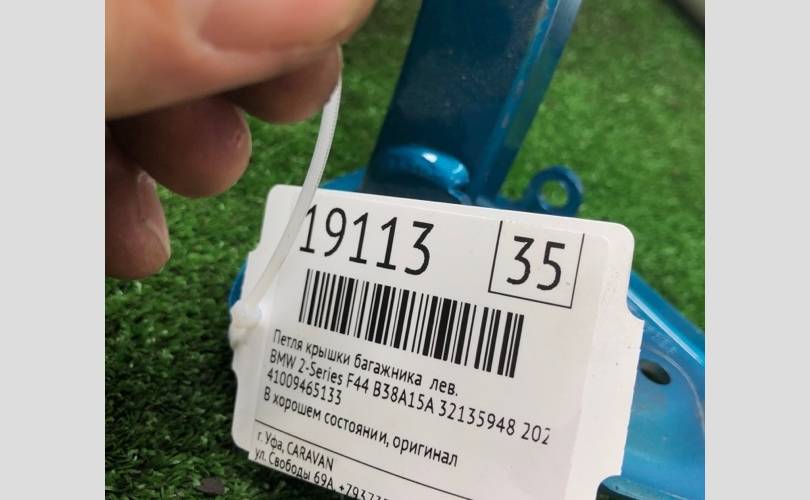 19113
35
Петля крышки багажника лев.
BMW 2-Series F44 B38A15A 32135948 202
41009465133
В хорошем состоянии, оригинал
г. Уфа, CARAVAN
ул. Свободы 69А